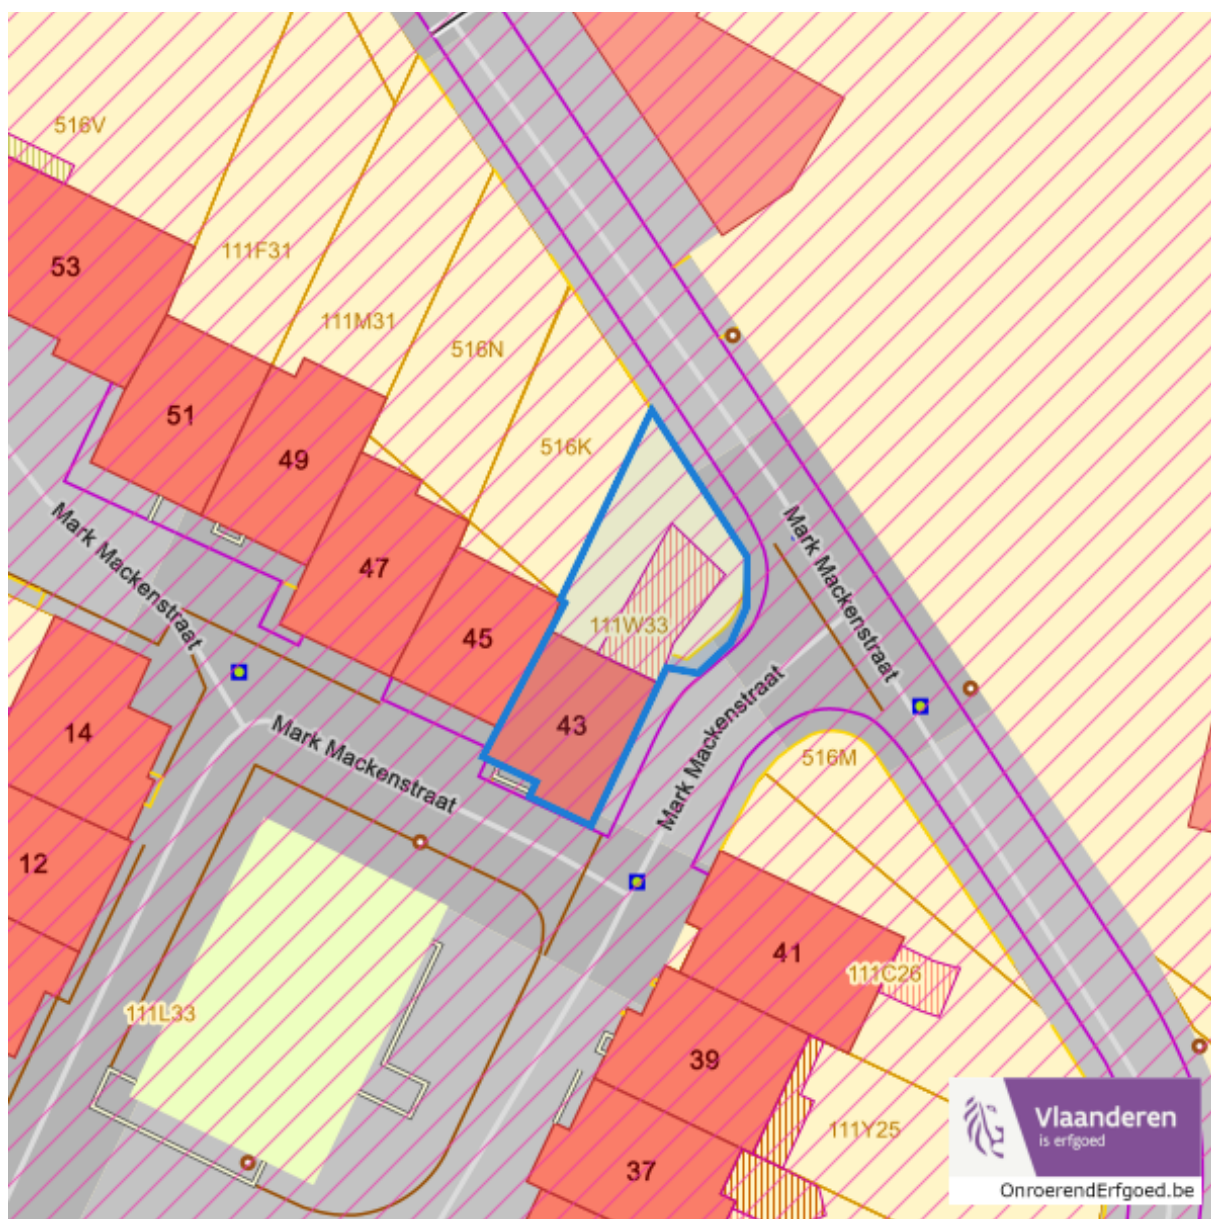 516V
53
111F31
111M31
516N
51
49
516K
Mark Mackenstraat
Mark Mackenstraat
47
45
111W33
43
Mark Mackenstraat
Mark Mackenstraat
14
516M
12
41
111C26
111L33
39
111Y25
37
Vlaanderen
is erfgoed
OnroerendErfgoed.be